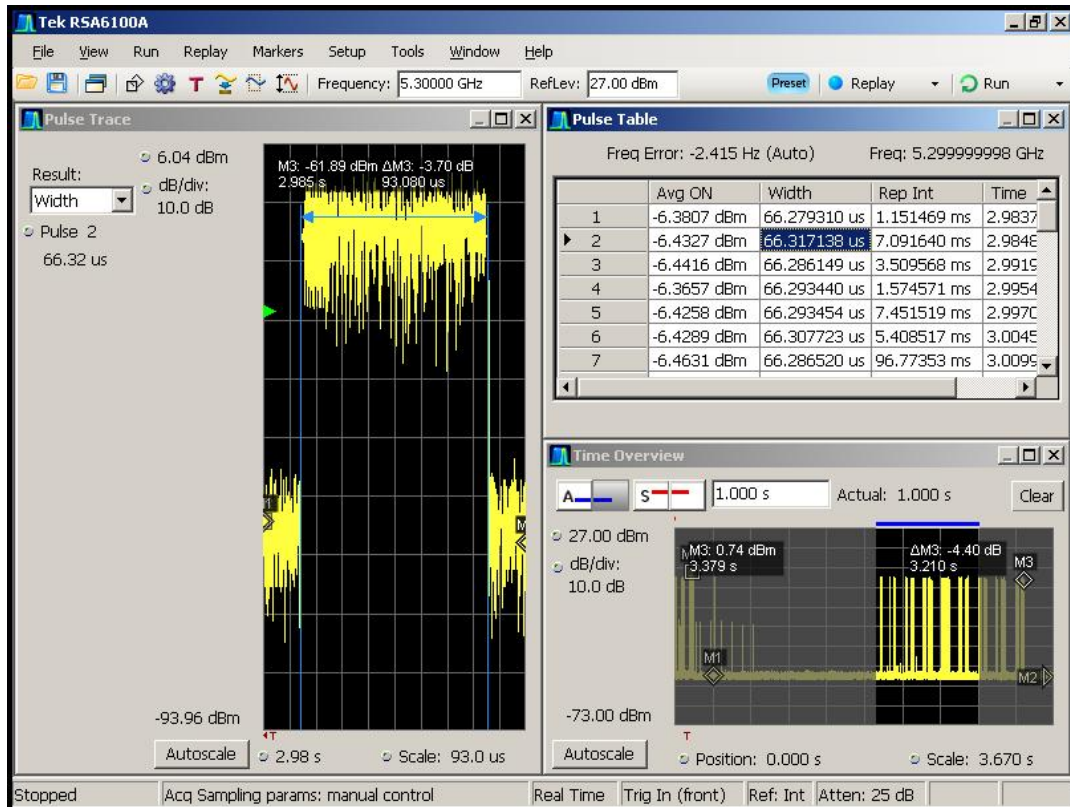 Tek RSA6100A
File View Run Replay Markers Setup Tools Window Help
Frequency: 5.30000 GHz RefLev: 27.00 dBm Preset Replay Run
Pulse Trace
Result:
Width
Pulse 2
66.32 us
6.04 dBm
dB/div:
10.0 dB
M3: -61.89 dBm ΔM3: -3.70 dB
2.985 s 93.080 us
-93.96 dBm
T
Autoscale 2.98 s Scale: 93.0 us
Pulse Table
Freq Error: -2.415 Hz (Auto) Freq: 5.299999998 GHz
Avg ON Width Rep Int Time
1 -6.3807 dBm 66.279310 us 1.151469 ms 2.9837
2 -6.4327 dBm 66.317138 us 7.091640 ms 2.9848
3 -6.4416 dBm 66.286149 us 3.509568 ms 2.9919
4 -6.3657 dBm 66.293440 us 1.574571 ms 2.9954
5 -6.4258 dBm 66.293454 us 7.451519 ms 2.9970
6 -6.4289 dBm 66.307723 us 5.408517 ms 3.0045
7 -6.4631 dBm 66.286520 us 96.77353 ms 3.0099
Time Overview
A S 1.000 s Actual: 1.000 s Clear
27.00 dBm
dB/div:
10.0 dB
M3: 0.74 dBm ΔM3: -4.40 dB
3.379 s 3.210 s
M3
M1
M2
-73.00 dBm
T
Autoscale Position: 0.000 s Scale: 3.670 s
Stopped Acq Sampling params: manual control Real Time Trig In (front) Ref: Int Atten: 25 dB